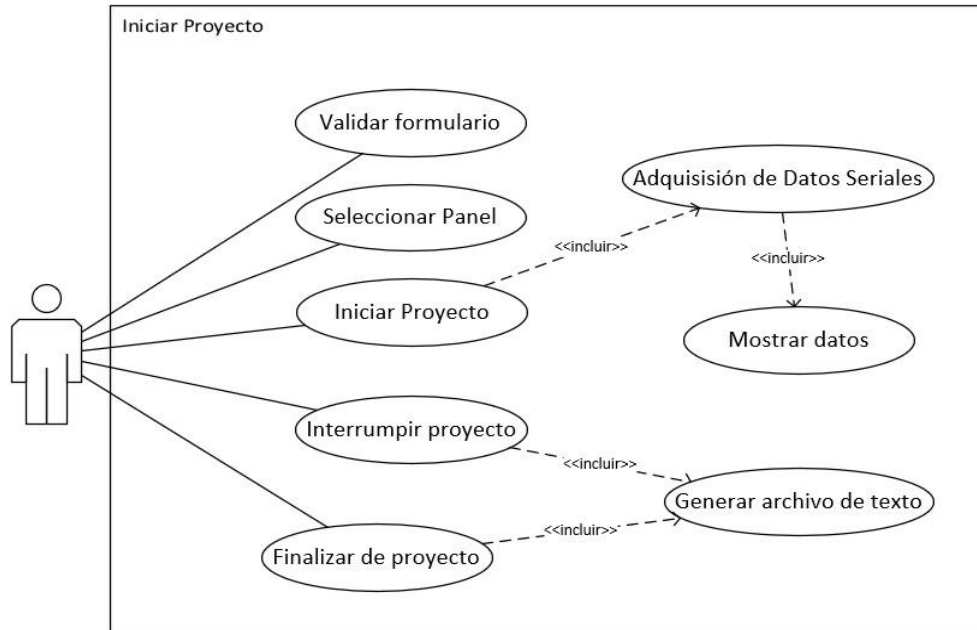 Iniciar Proyecto
Validar formulario
Adquisisión de Datos Seriales
Seleccionar Panel
<<incluir>>
<<incluir>>
Iniciar Proyecto
Mostrar datos
Interrumpir proyecto
<<incluir>>
Generar archivo de texto
<<incluir>>
Finalizar de proyecto